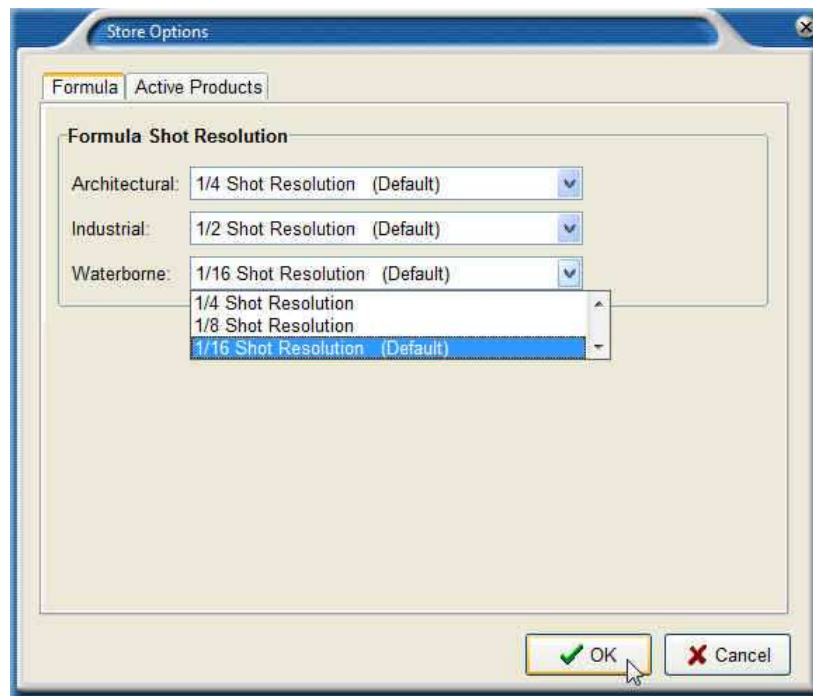 Store Options
Formula Active Products
Formula Shot Resolution
Architectural: 1/4 Shot Resolution (Default)
Industrial: 1/2 Shot Resolution (Default)
Waterborne: 1/16 Shot Resolution (Default)
1/4 Shot Resolution
1/8 Shot Resolution
1/16 Shot Resolution (Default)
OK Cancel